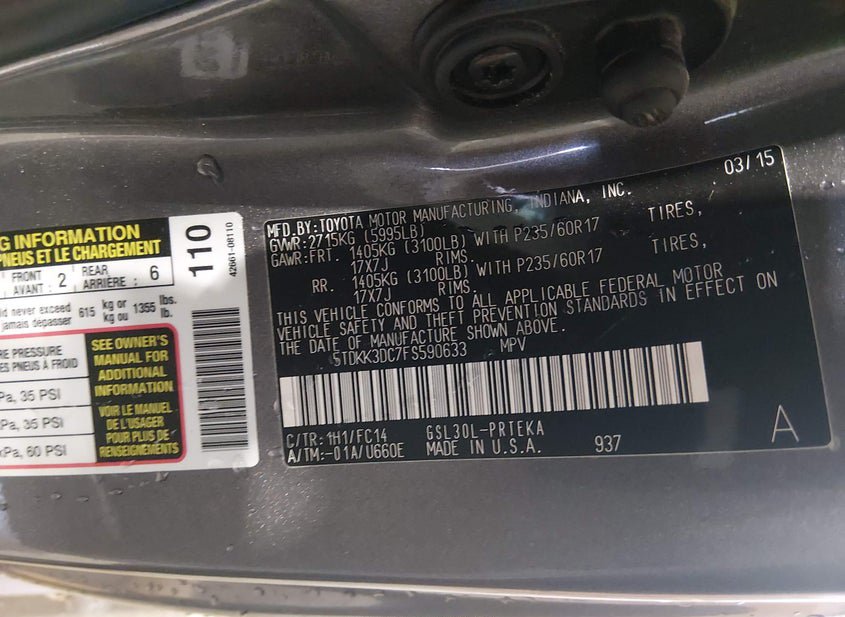 G INFORMATION
PNEUS ET LE CHARGEMENT
FRONT
AVANT : 2
REAR
ARRIÈRE : 6
ld never exceed
jamais dépasser 615 kg or
kg ou 1355 lbs.
lb.
RE PRESSURE
ES PNEUS À FROID
Pa, 35 PSI
Pa, 35 PSI
kPa, 60 PSI
SEE OWNER'S
MANUAL FOR
ADDITIONAL
INFORMATION
VOIR LE MANUEL
DE L'USAGER
POUR PLUS DE
RENSEIGNEMENTS
110
42661-08110
03/15
MFD.BY:TOYOTA MOTOR MANUFACTURING, INDIANA, INC.
GVWR:2715KG (5995LB)
GAWR:FRT. 1405KG (3100LB) WITH P235/60R17 TIRES,
17X7J RIMS.
RR. 1405KG (3100LB) WITH P235/60R17 TIRES,
17X7J RIMS.
THIS VEHICLE CONFORMS TO ALL APPLICABLE FEDERAL MOTOR
VEHICLE SAFETY AND THEFT PREVENTION STANDARDS IN EFFECT ON
THE DATE OF MANUFACTURE SHOWN ABOVE.
5TDKK3DC7FS590633 MPV
C/TR:1H1/FC14 GSL30L-PRTEKA
A/TM:-01A/U660E MADE IN U.S.A. 937
A